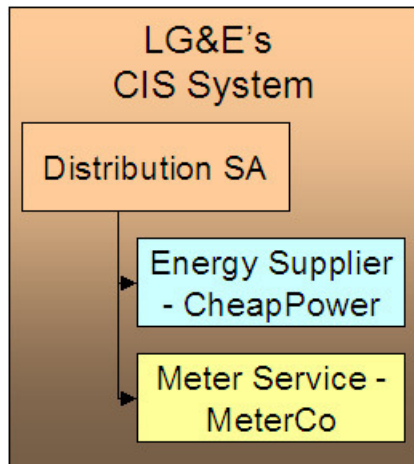 LG&E's
CIS System
Distribution SA
Energy Supplier
- CheapPower
Meter Service -
MeterCo